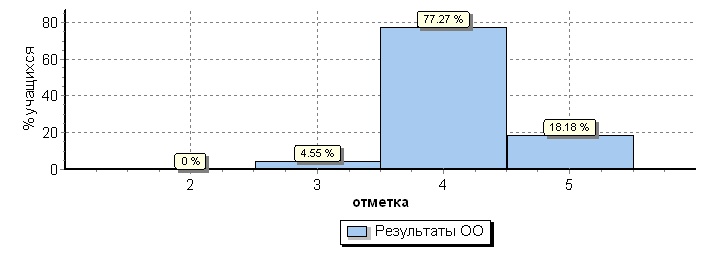 % учащихся
80
60
40
20
0
0 %
4.55 %
77.27 %
18.18 %
2 3 4 5
отметка
Результаты ОО